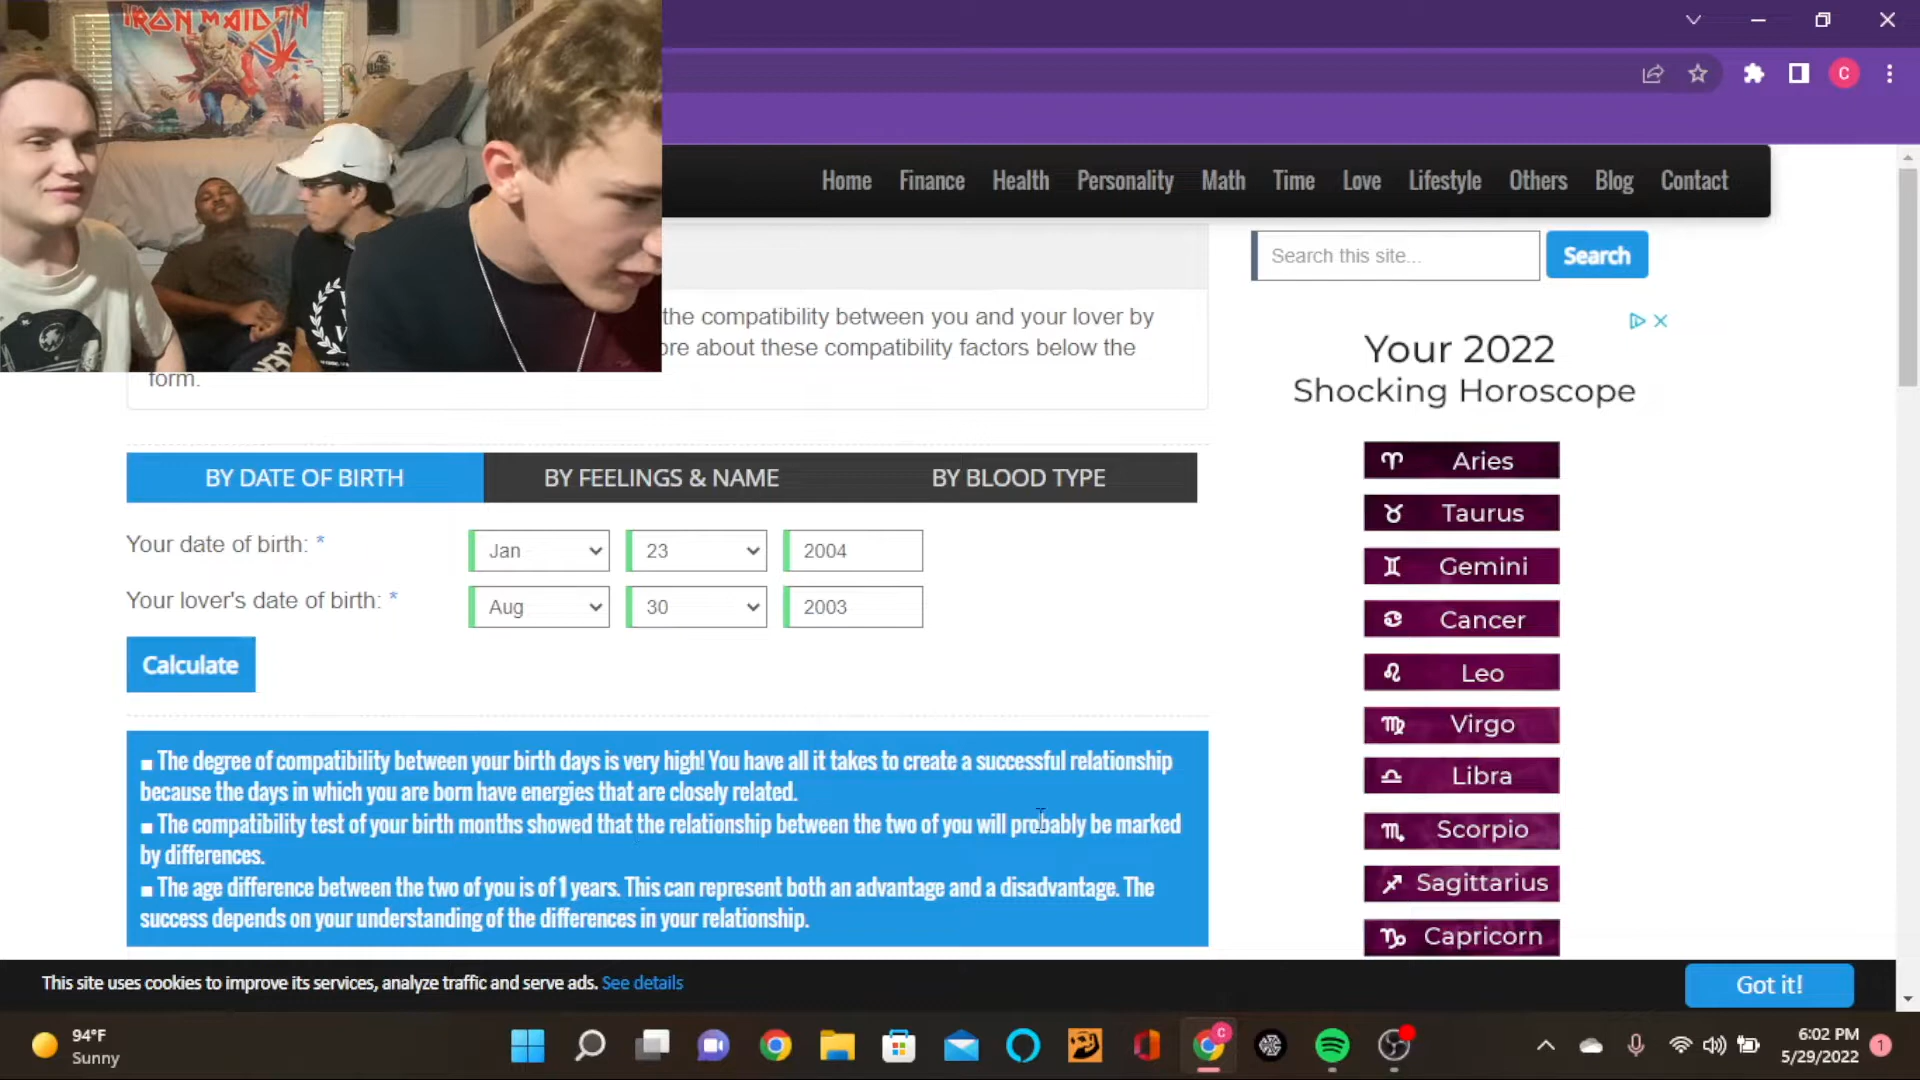 IRON MAIDEN
C
Home Finance Health Personality Math Time Love Lifestyle Others Blog Contact
Search this site... Search
the compatibility between you and your lover by
ore about these compatibility factors below the
form.
Your 2022
Shocking Horoscope
Aries
Taurus
Gemini
Cancer
Leo
Virgo
Libra
Scorpio
Sagittarius
Capricorn
BY DATE OF BIRTH BY FEELINGS & NAME BY BLOOD TYPE
Your date of birth: * Jan 23 2004
Your lover's date of birth: * Aug 30 2003
Calculate
■ The degree of compatibility between your birth days is very high! You have all it takes to create a successful relationship
because the days in which you are born have energies that are closely related.
■ The compatibility test of your birth months showed that the relationship between the two of you will probably be marked
by differences.
■ The age difference between the two of you is of 1 years. This can represent both an advantage and a disadvantage. The
success depends on your understanding of the differences in your relationship.
This site uses cookies to improve its services, analyze traffic and serve ads. See details Got it!
94°F
Sunny
C
6:02 PM
5/29/2022
1